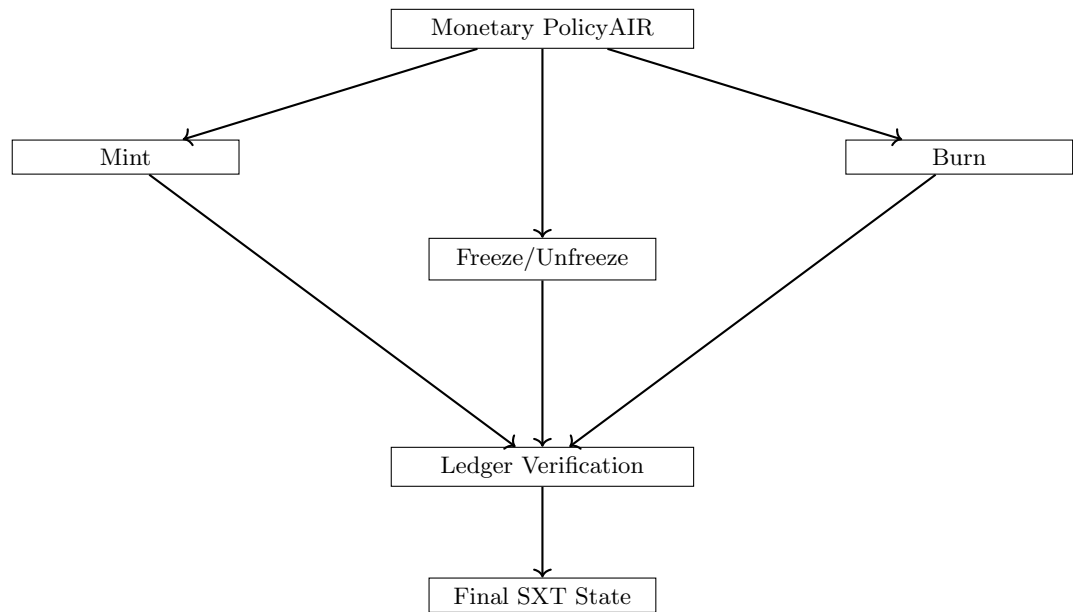 Monetary PolicyAIR
Mint
Burn
Freeze/Unfreeze
Ledger Verification
Final SXT State